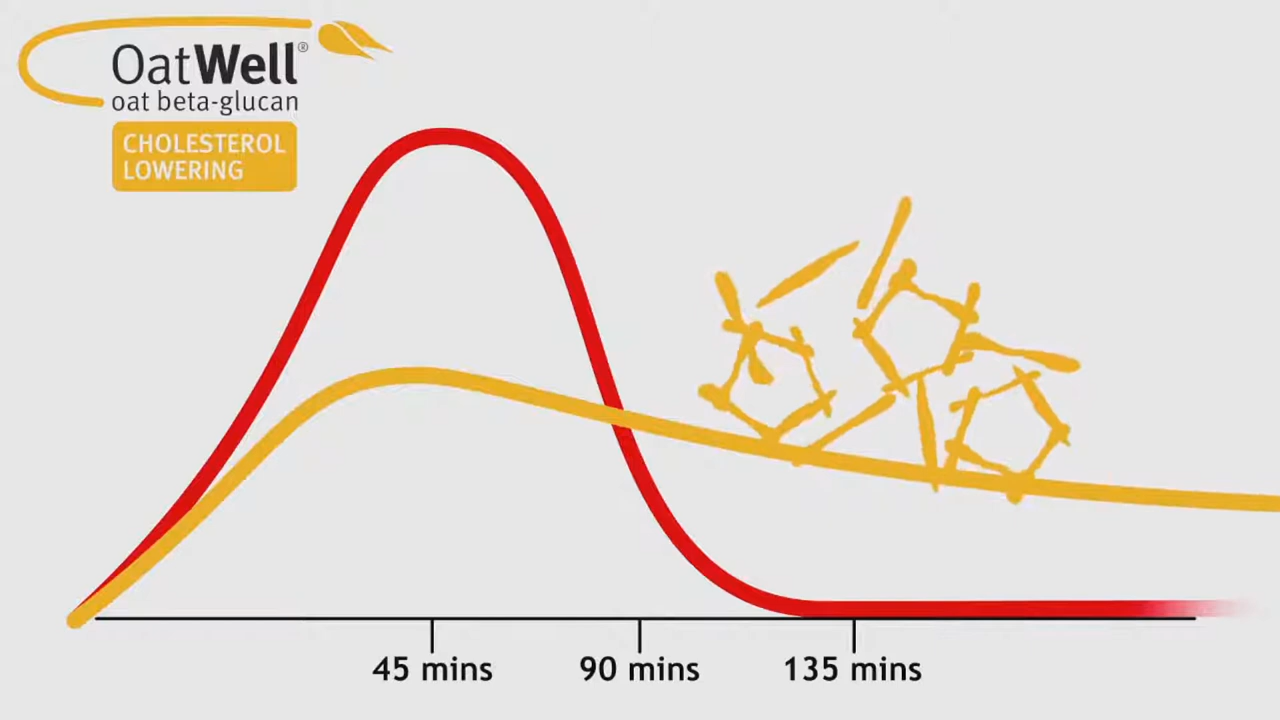 OatWell®
oat beta-glucan
CHOLESTEROL
LOWERING
45 mins 90 mins 135 mins